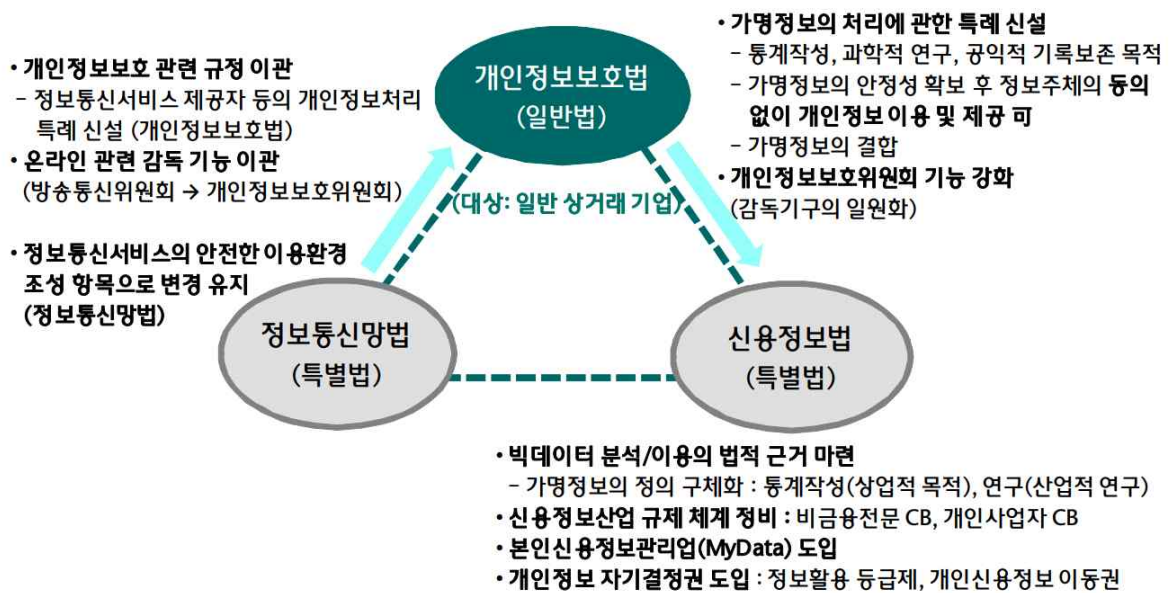 • 개인정보보호 관련 규정 이관
– 정보통신서비스 제공자 등의 개인정보처리
특례 신설 (개인정보보호법)
• 온라인 관련 감독 기능 이관
(방송통신위원회 → 개인정보보호위원회)
• 정보통신서비스의 안전한 이용환경
조성 항목으로 변경 유지
(정보통신망법)
개인정보보호법
(일반법)
(대상: 일반 상거래 기업)
• 가명정보의 처리에 관한 특례 신설
– 통계작성, 과학적 연구, 공익적 기록보존 목적
– 가명정보의 안정성 확보 후 정보주체의 동의
없이 개인정보 이용 및 제공 可
– 가명정보의 결합
• 개인정보보호위원회 기능 강화
(감독기구의 일원화)
정보통신망법
(특별법)
신용정보법
(특별법)
• 빅데이터 분석/이용의 법적 근거 마련
– 가명정보의 정의 구체화 : 통계작성(상업적 목적), 연구(산업적 연구)
• 신용정보산업 규제 체계 정비 : 비금융전문 CB, 개인사업자 CB
• 본인신용정보관리업(MyData) 도입
• 개인정보 자기결정권 도입 : 정보활용 등급제, 개인신용정보 이동권